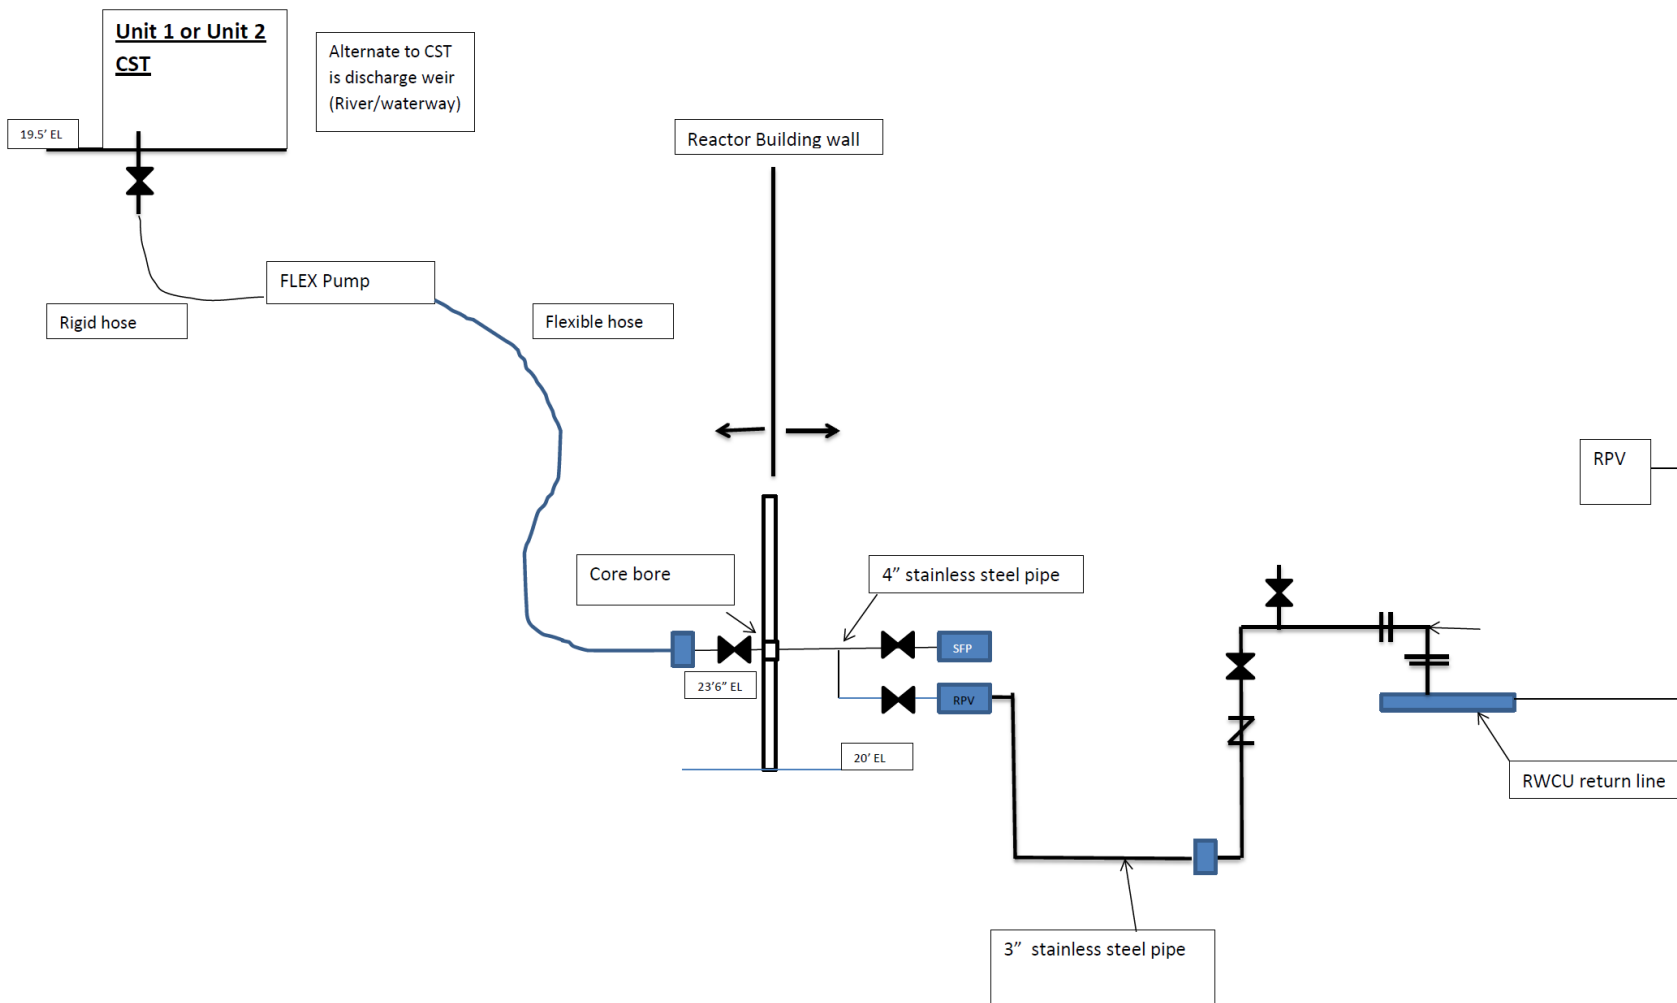 Unit 1 or Unit 2
CST
Alternate to CST
is discharge weir
(River/waterway)
19.5’ EL
Reactor Building wall
FLEX Pump
Rigid hose
Flexible hose
RPV
Core bore
4” stainless steel pipe
SFP
23’6” EL
RPV
20’ EL
RWCU return line
3” stainless steel pipe